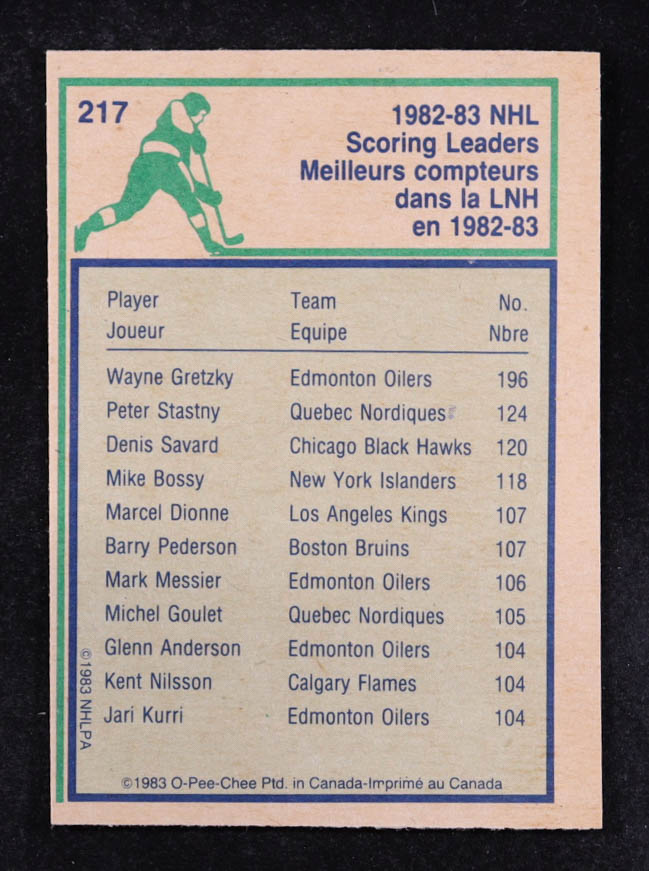 217
1982-83 NHL
Scoring Leaders
Meilleurs compteurs
dans la LNH
en 1982-83
Player Team No.
Joueur Equipe Nbre
Wayne Gretzky Edmonton Oilers 196
Peter Stastny Quebec Nordiques 124
Denis Savard Chicago Black Hawks 120
Mike Bossy New York Islanders 118
Marcel Dionne Los Angeles Kings 107
Barry Pederson Boston Bruins 107
Mark Messier Edmonton Oilers 106
Michel Goulet Quebec Nordiques 105
Glenn Anderson Edmonton Oilers 104
Kent Nilsson Calgary Flames 104
Jari Kurri Edmonton Oilers 104
©1983 NHLPA
©1983 O-Pee-Chee Ptd. in Canada-Imprimé au Canada